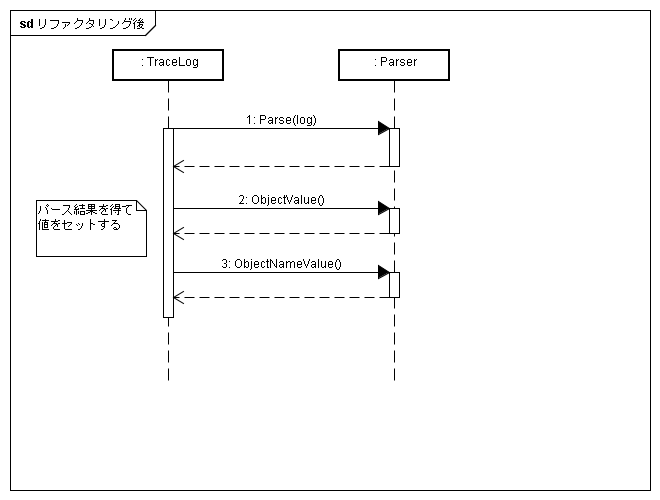 sd リファクタリング後
: TraceLog
: Parser
1: Parse(log)
パース結果を得て
値をセットする
2: ObjectValue()
3: ObjectNameValue()